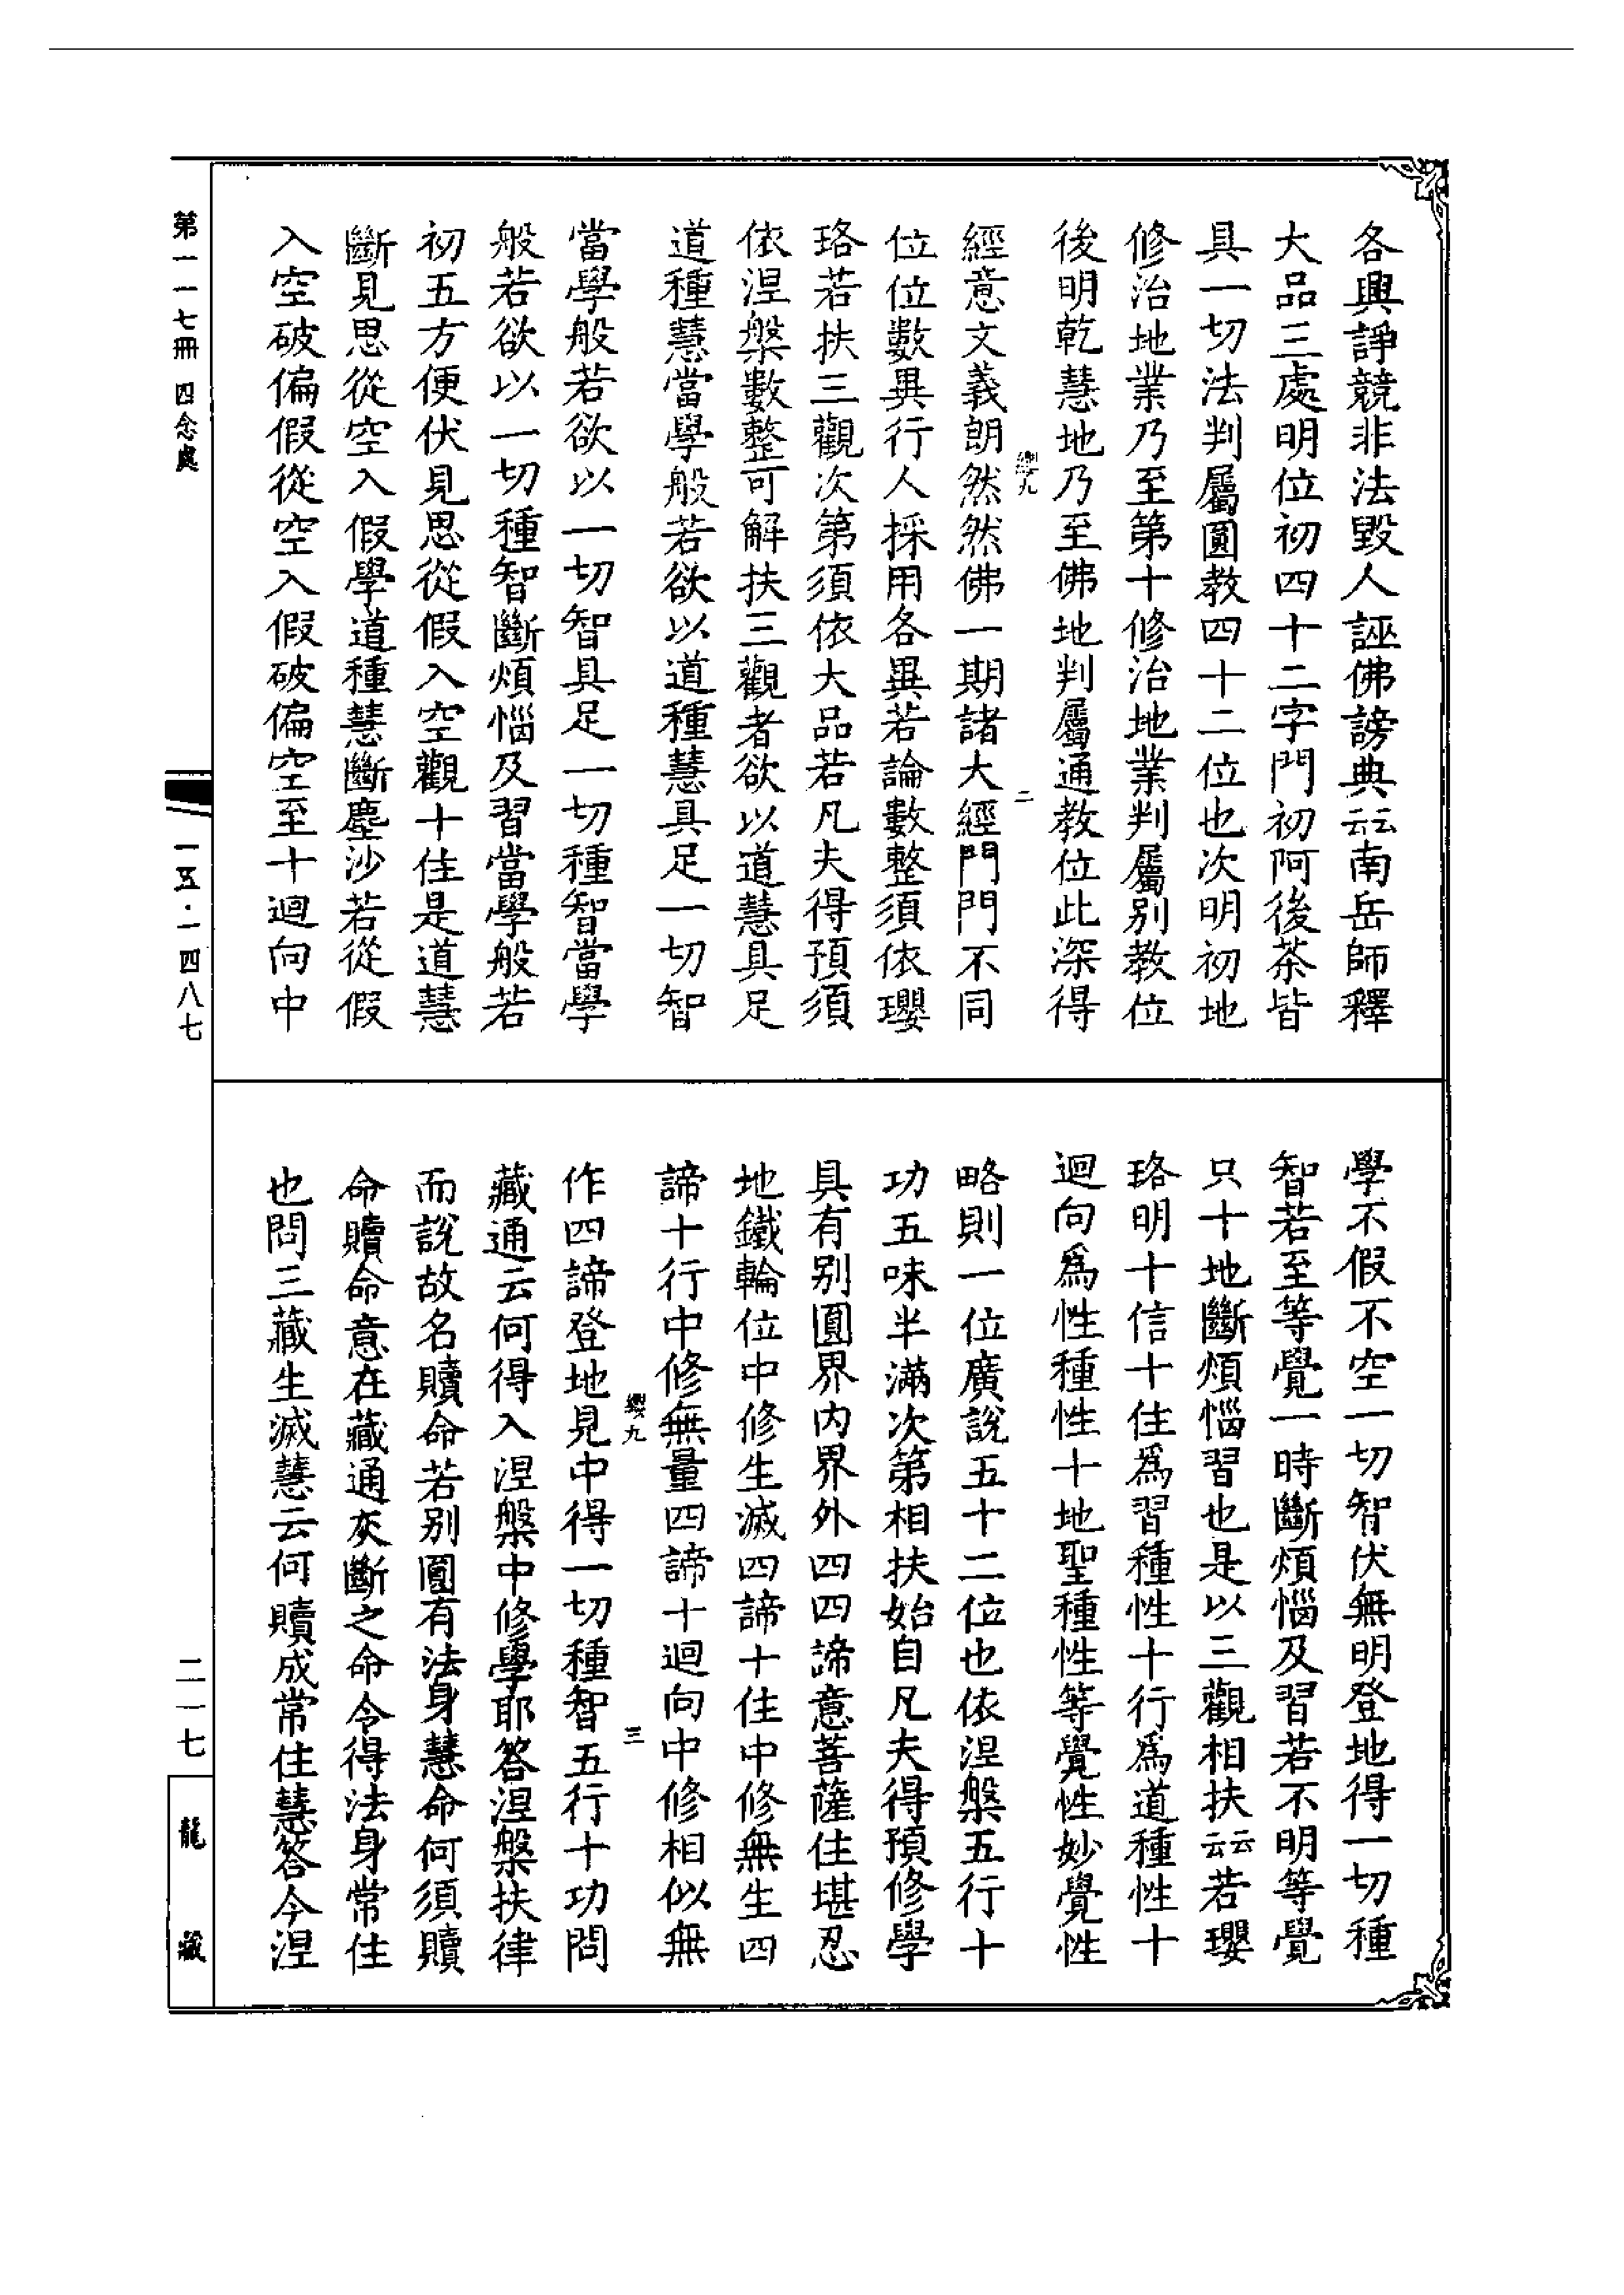 各興諍競非法毀人誣佛謗典云云南岳師釋
大品三處明位初四十二字門初阿後茶皆
具一切法判屬圓教四十二位也次明初地
修治地業乃至第十修治地業判屬別教位
後明乾慧地乃至佛地判屬通教位此深得
纓九 二
經意文義朗然然佛一期諸大經門門不同
位位數異行人採用各異若論數整須依瓔
珞若扶三觀次第須依大品若凡夫得預須
依涅槃數整可解扶三觀者欲以道慧具足
道種慧當學般若欲以道種慧具足一切智
當學般若欲以一切智具足一切種智當學
般若欲以一切種智斷煩惱及習當學般若
初五方便伏見思從假入空觀十住是道慧
斷見思從空入假學道種慧斷塵沙若從假
入空破偏假從空入假破偏空至十迴向中
學不假不空一切智伏無明登地得一切種
智若至等覺一時斷煩惱及習若不明等覺
只十地斷煩惱習也是以三觀相扶云云若瓔
珞明十信十住為習種性十行為道種性十
迴向為性種性十地聖種性等覺性妙覺性
略則一位廣說五十二位也依涅槃五行十
功五味半滿次第相扶始自凡夫得預修學
具有別圓界內界外四四諦意菩薩住堪忍
地鐵輪位中修生滅四諦十住中修無生四
諦十行中修無量四諦十迴向中修相似無
纓九 三
作四諦登地見中得一切種智五行十功問
藏通云何得入涅槃中修學耶答涅槃扶律
而說故名贖命若別圓有法身慧命何須贖
命贖命意在藏通灰斷之命令得法身常住
也問三藏生滅慧云何贖成常住慧答今涅
第一一七冊 四念處
一五·一四八七
二一七
龍藏